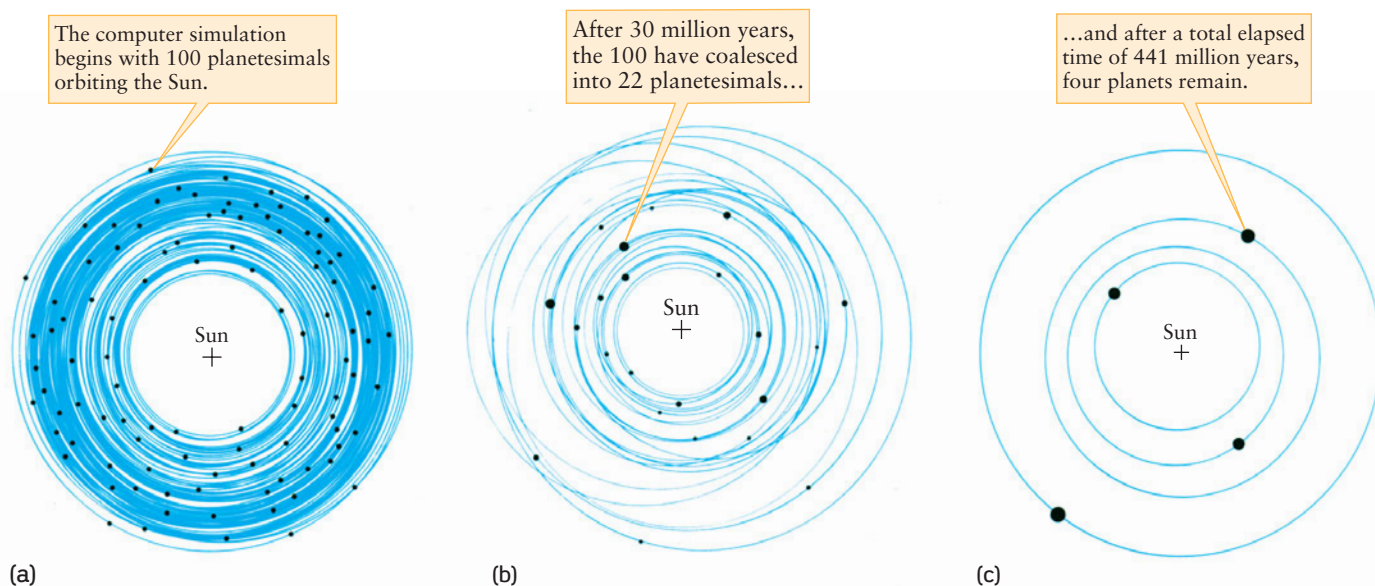 The computer simulation
begins with 100 planetesimals
orbiting the Sun.
After 30 million years,
the 100 have coalesced
into 22 planetesimals…
…and after a total elapsed
time of 441 million years,
four planets remain.
Sun
Sun
Sun
(a)
(b)
(c)